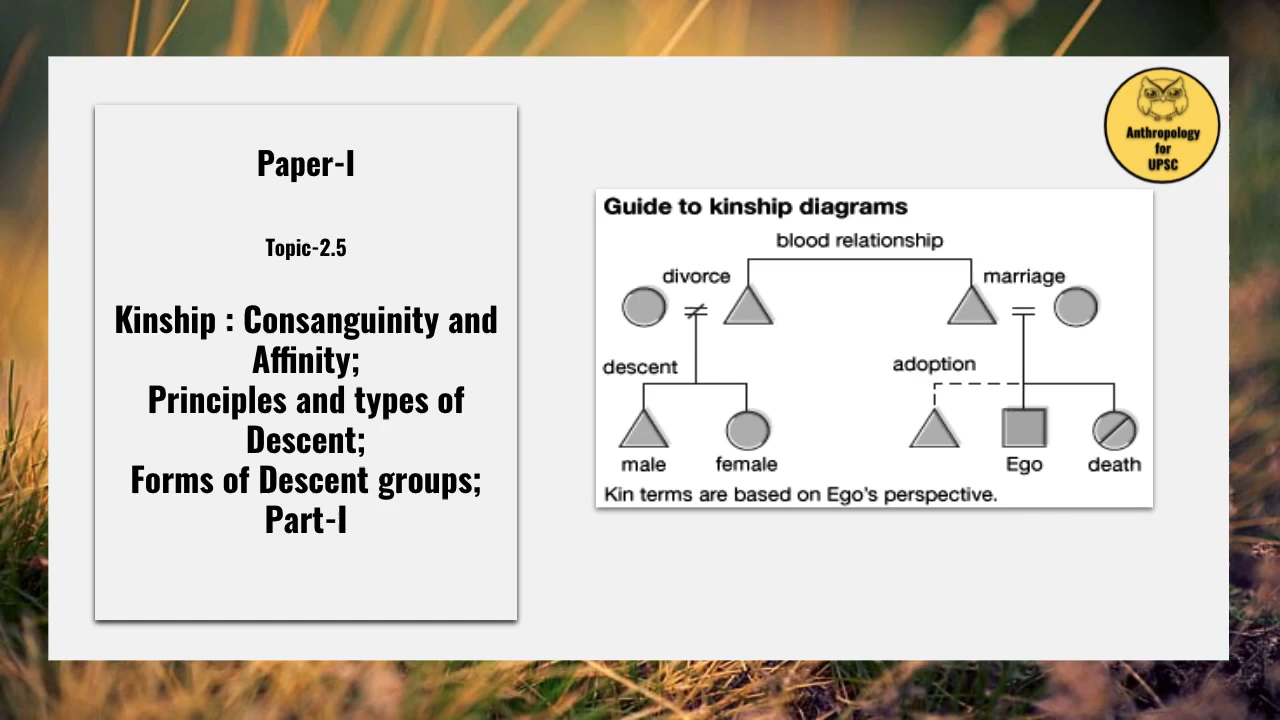 Paper-I
Topic-2.5
Kinship : Consanguinity and
Affinity;
Principles and types of
Descent;
Forms of Descent groups;
Part-I
Anthropology
for
UPSC
Guide to kinship diagrams
blood relationship
divorce
marriage
descent
adoption
male
female
Ego
death
Kin terms are based on Ego's perspective.